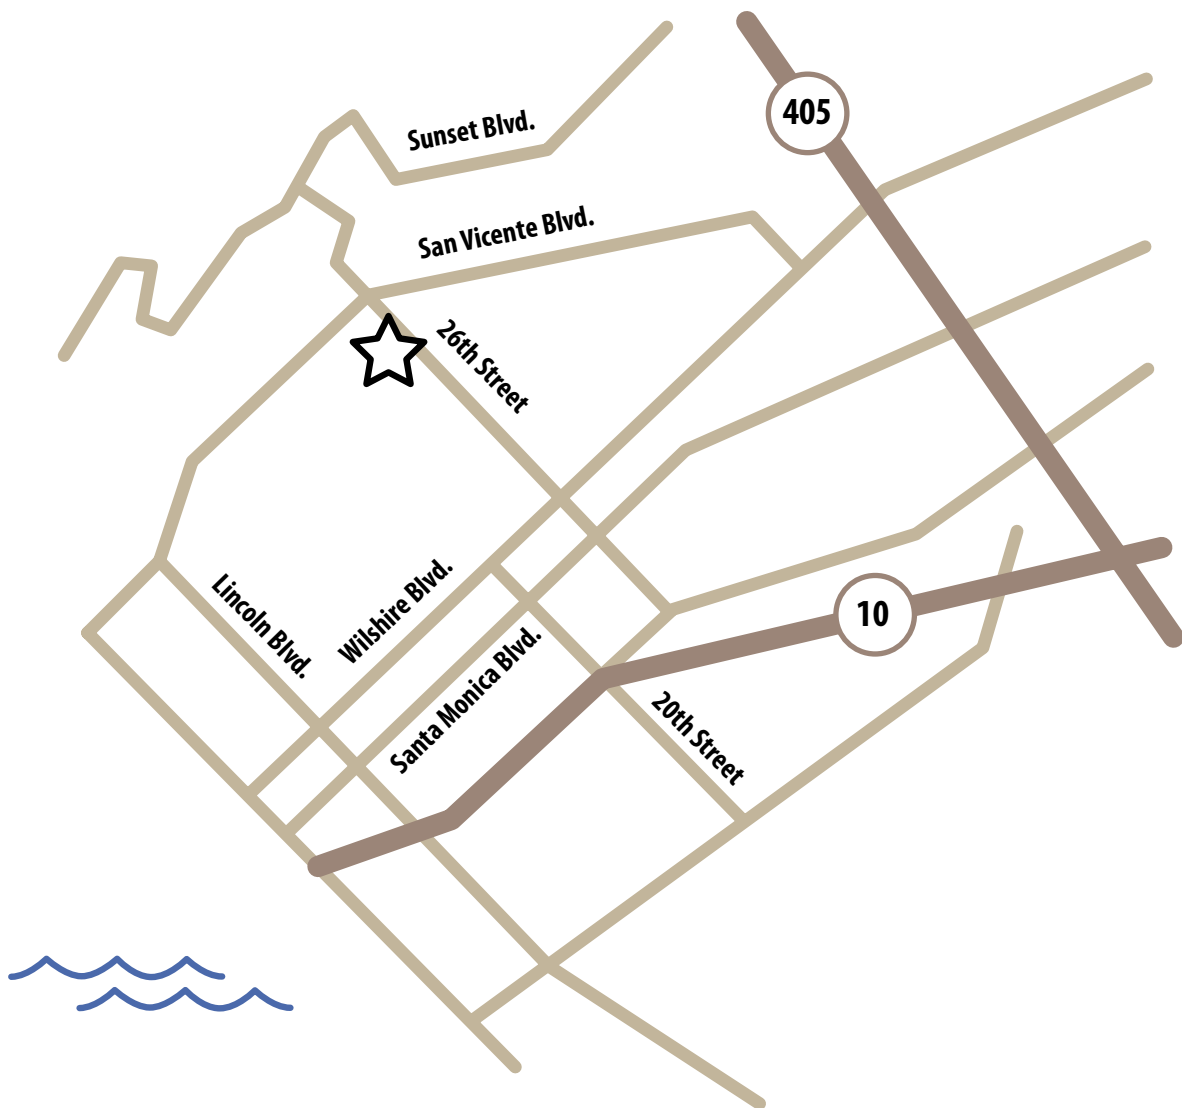 405
Sunset Blvd.
San Vicente Blvd.
26th Street
Lincoln Blvd.
Wilshire Blvd.
Santa Monica Blvd.
10
20th Street